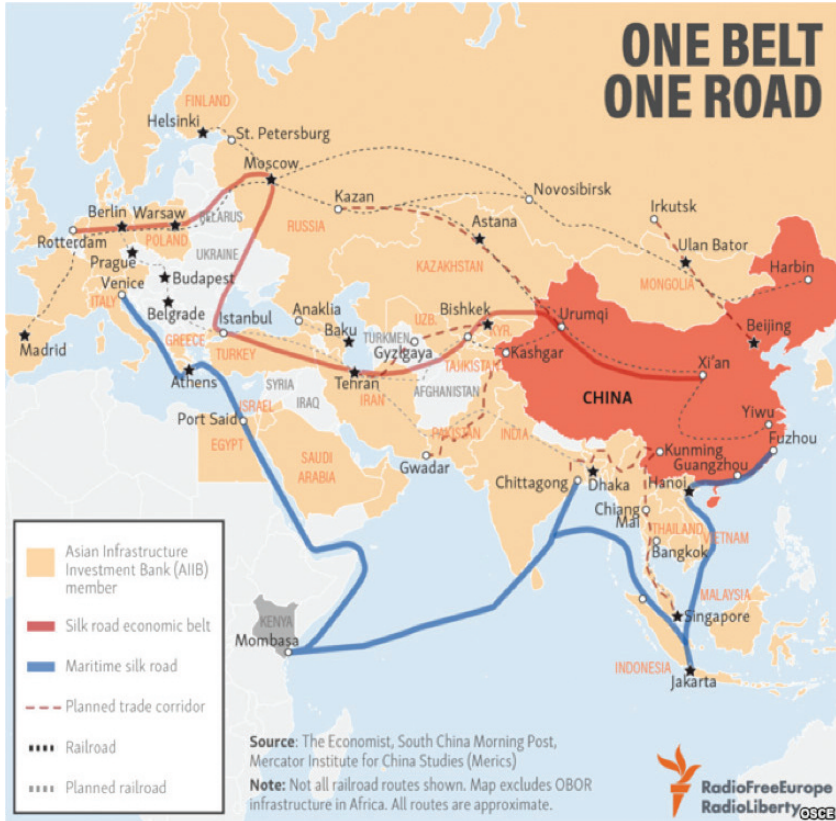 ONE BELT
ONE ROAD
FINLAND
Helsinki
St. Petersburg
Moscow
Kazan
Novosibirsk
Irkutsk
Berlin
Warsaw
BELARUS
RUSSIA
Astana
Ulan Bator
Rotterdam
POLAND
Prague
UKRAINE
KAZAKHSTAN
MONGOLIA
Harbin
Venice
Budapest
ITALY
Belgrade
Istanbul
Anaklia
Bishkek
Urumqi
Baku
UZB.
KYR.
Beijing
Madrid
GREECE
TURKEY
TURKMEN.
Gyzlgaya
Kashgar
Athens
Tehran
TAHKISTAN
Xi'an
SYRIA
IRAN
AFGHANISTAN
CHINA
ISRAEL
IRAQ
Port Said
Yiwu
EGYPT
PAKISTAN
INDIA
Fuzhou
SAUDI
ARABIA
Gwadar
Kunming
Guangzhou
Chittagong
Dhaka
Hanoi
Chiang
Mai
THAILAND
VIETNAM
Bangkok
MALAYSIA
Singapore
KENYA
Mombasa
INDONESIA
Jakarta
Asian Infrastructure
Investment Bank (AIIB)
member
Silk road economic belt
Maritime silk road
Planned trade corridor
Railroad
Planned railroad
Source: The Economist, South China Morning Post,
Mercator Institute for China Studies (Merics)
Note: Not all railroad routes shown. Map excludes OBOR
infrastructure in Africa. All routes are approximate.
RadioFreeEurope
RadioLiberty
OSCE